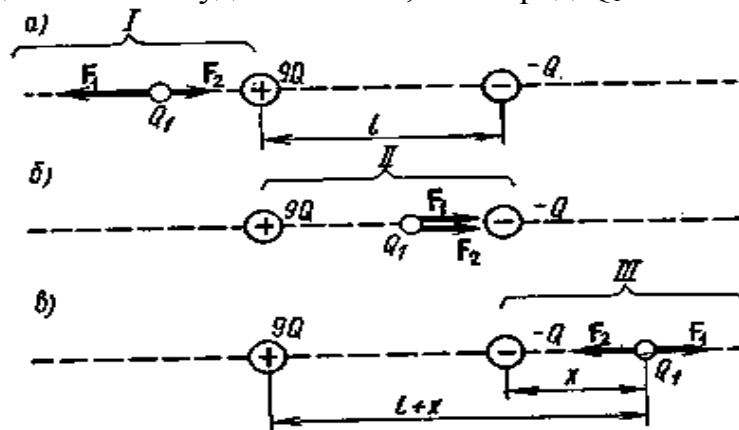 а) I
F₁ F₂ 9Q -Q
Q₁
l
б) II
9Q F₁ -Q
Q₁ F₂
в) III
9Q -Q F₂ F₁
Q₁
x
l+x